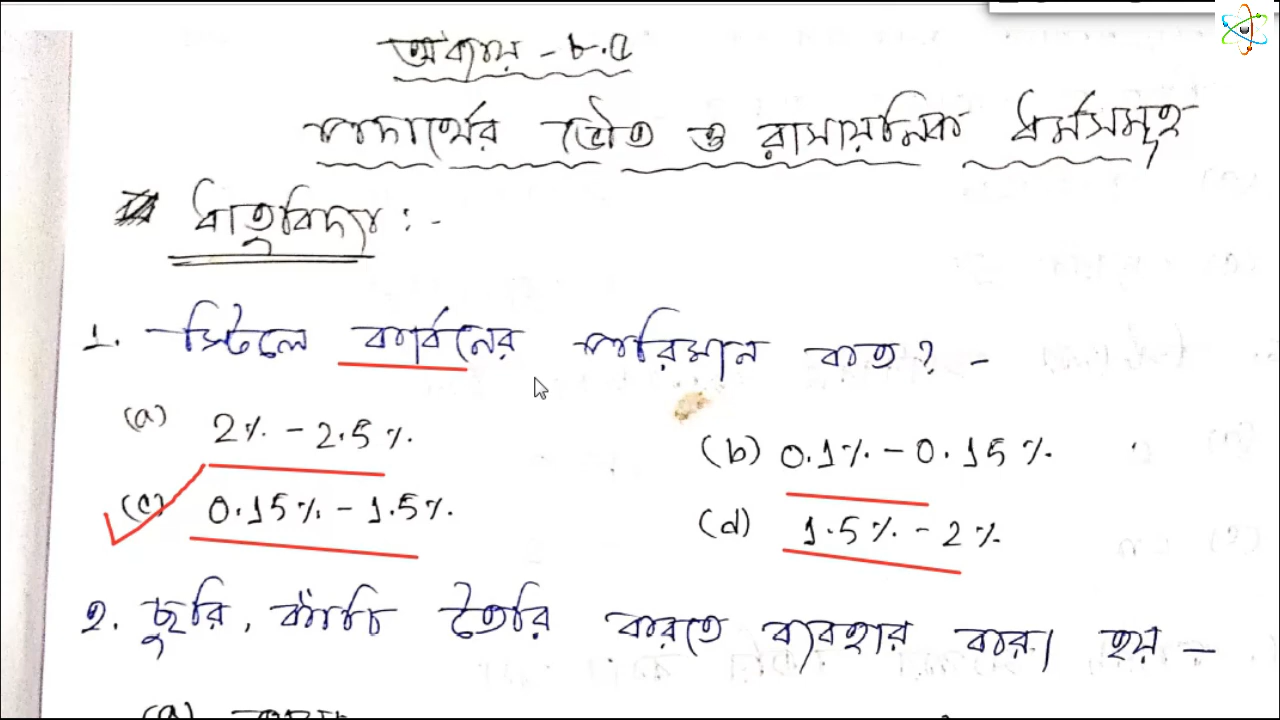 অধ্যায় - ৮.৫
পদার্থের ভৌত ও রাসায়নিক ধর্মসমূহ
ধাতুবিদ্যা :-
1. স্টিলে কার্বনের পরিমান কত? -
(a) 2% - 2.5%. (b) 0.1% - 0.15%.
(c) 0.15% - 1.5%. (d) 1.5% - 2%
২. ছুরি, কাঁচি তৈরি করতে ব্যবহার করা হয় -
(a)